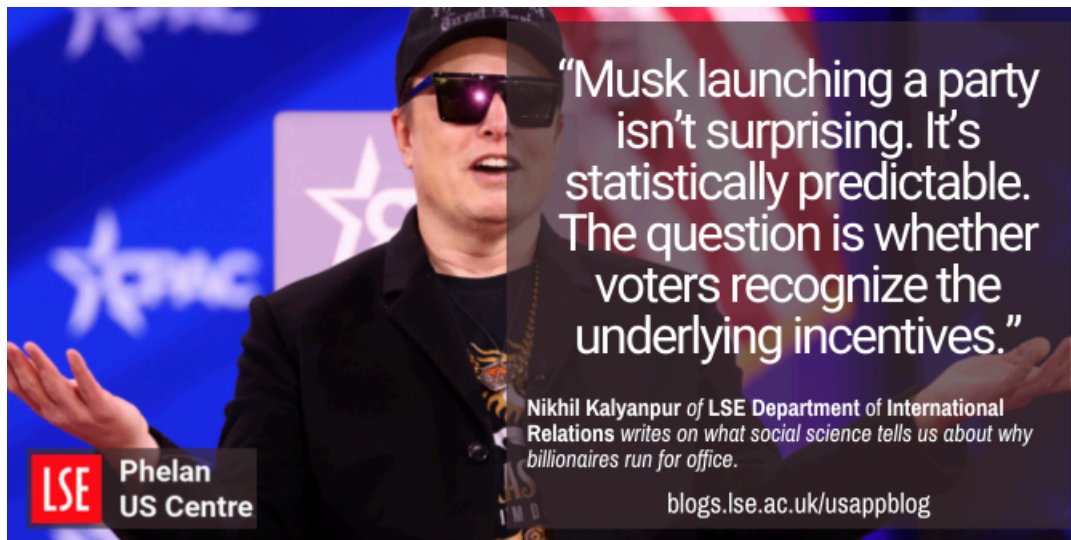 “Musk launching a party
isn’t surprising. It’s
statistically predictable.
The question is whether
voters recognize the
underlying incentives.”
Nikhil Kalyanpur of LSE Department of International
Relations writes on what social science tells us about why
billionaires run for office.
blogs.lse.ac.uk/usappblog
LSE
Phelan
US Centre
CPAC
I'M D